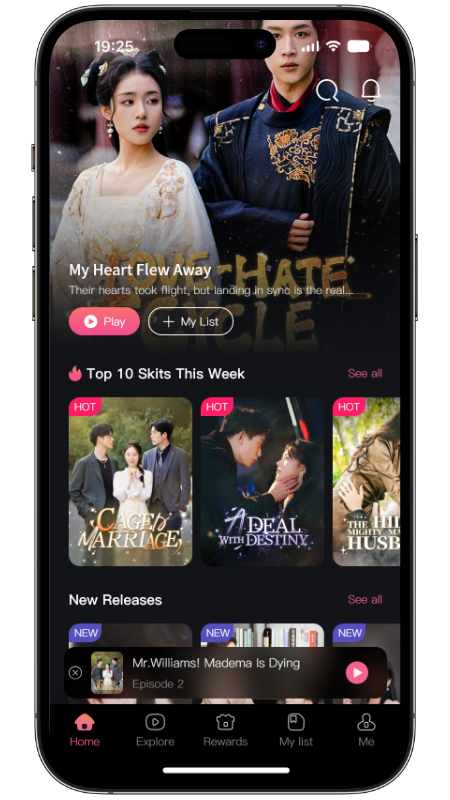 19:25
LOVE-HATE
CIRCLE
My Heart Flew Away
Their hearts took flight, but landing in sync is the real...
Play
My List
Top 10 Skits This Week
See all
HOT
HOT
HOT
CAGED
MARRIAGE
A DEAL
WITH DESTINY
THE HI
MIGHTY MA
HUSB
New Releases
See all
NEW
NEW
NEW
Mr.Williams! Madema Is Dying
Episode 2
Home
Explore
Rewards
My list
Me